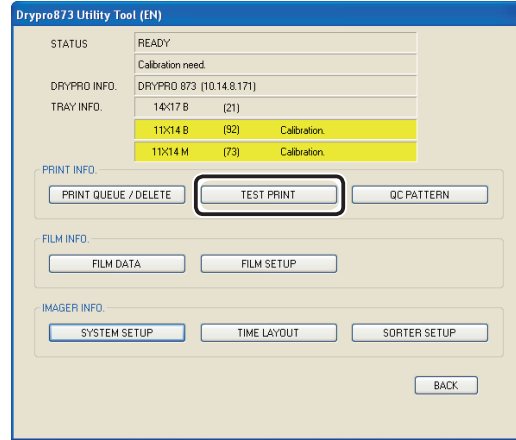 Drypro873 Utility Tool (EN)
STATUS READY
Calibration need.
DRYPRO INFO. DRYPRO 873 (10.14.8.171)
TRAY INFO. 14X17 B (21)
11X14 B (92) Calibration.
11X14 M (73) Calibration.
PRINT INFO.
PRINT QUEUE / DELETE TEST PRINT QC PATTERN
FILM INFO.
FILM DATA FILM SETUP
IMAGER INFO.
SYSTEM SETUP TIME LAYOUT SORTER SETUP
BACK